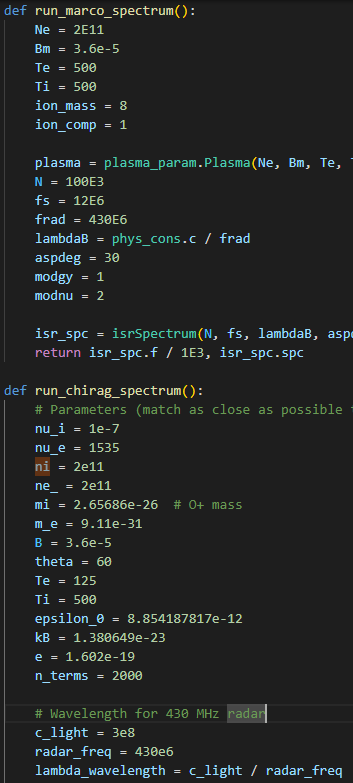 def run_marco_spectrum():
    Ne = 2E11
    Bm = 3.6e-5
    Te = 500
    Ti = 500
    ion_mass = 8
    ion_comp = 1

    plasma = plasma_param.Plasma(Ne, Bm, Te,
    N = 100E3
    fs = 12E6
    frad = 430E6
    lambdaB = phys_cons.c / frad
    aspdeg = 30
    modgy = 1
    modnu = 2

    isr_spc = isrSpectrum(N, fs, lambdaB, aspd
    return isr_spc.f / 1E3, isr_spc.spc

def run_chirag_spectrum():
    # Parameters (match as close as possible
    nu_i = 1e-7
    nu_e = 1535
    ni = 2e11
    ne_ = 2e11
    mi = 2.65686e-26  # O+ mass
    m_e = 9.11e-31
    B = 3.6e-5
    theta = 60
    Te = 125
    Ti = 500
    epsilon_0 = 8.854187817e-12
    kB = 1.380649e-23
    e = 1.602e-19
    n_terms = 2000

    # Wavelength for 430 MHz radar
    c_light = 3e8
    radar_freq = 430e6
    lambda_wavelength = c_light / radar_freq